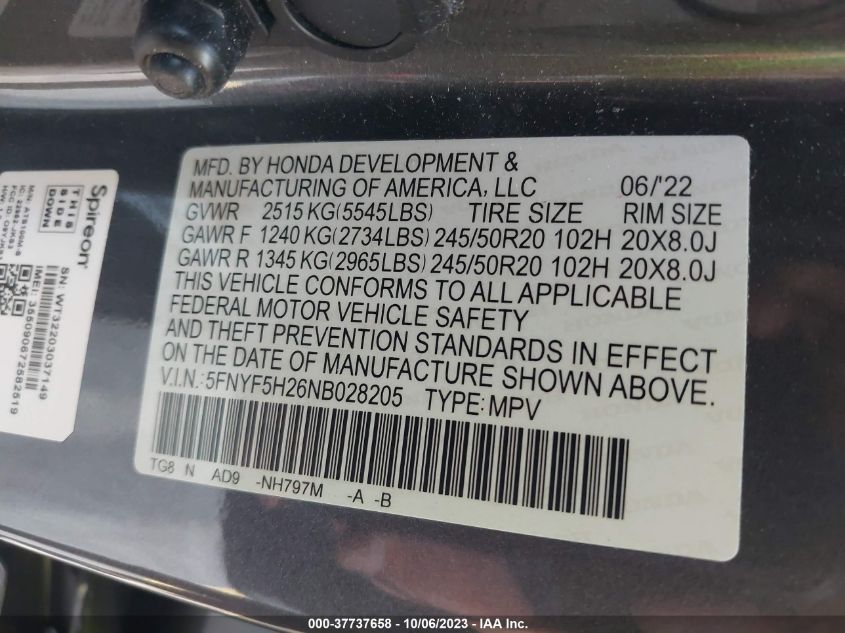 MFD. BY HONDA DEVELOPMENT &
MANUFACTURING OF AMERICA, LLC 06/'22
GVWR 2515 KG(5545LBS) TIRE SIZE RIM SIZE
GAWR F 1240 KG(2734LBS) 245/50R20 102H 20X8.0J
GAWR R 1345 KG(2965LBS) 245/50R20 102H 20X8.0J
THIS VEHICLE CONFORMS TO ALL APPLICABLE
FEDERAL MOTOR VEHICLE SAFETY
AND THEFT PREVENTION STANDARDS IN EFFECT
ON THE DATE OF MANUFACTURE SHOWN ABOVE.
V.I.N.: 5FNYF5H26NB028205 TYPE: MPV
TG8 N AD9 -NH797M -A -B
Spireon
THIS
SIDE
DOWN
SN: WT32203037149
IMEI: 355090872582519
000-37737658 - 10/06/2023 - IAA Inc.